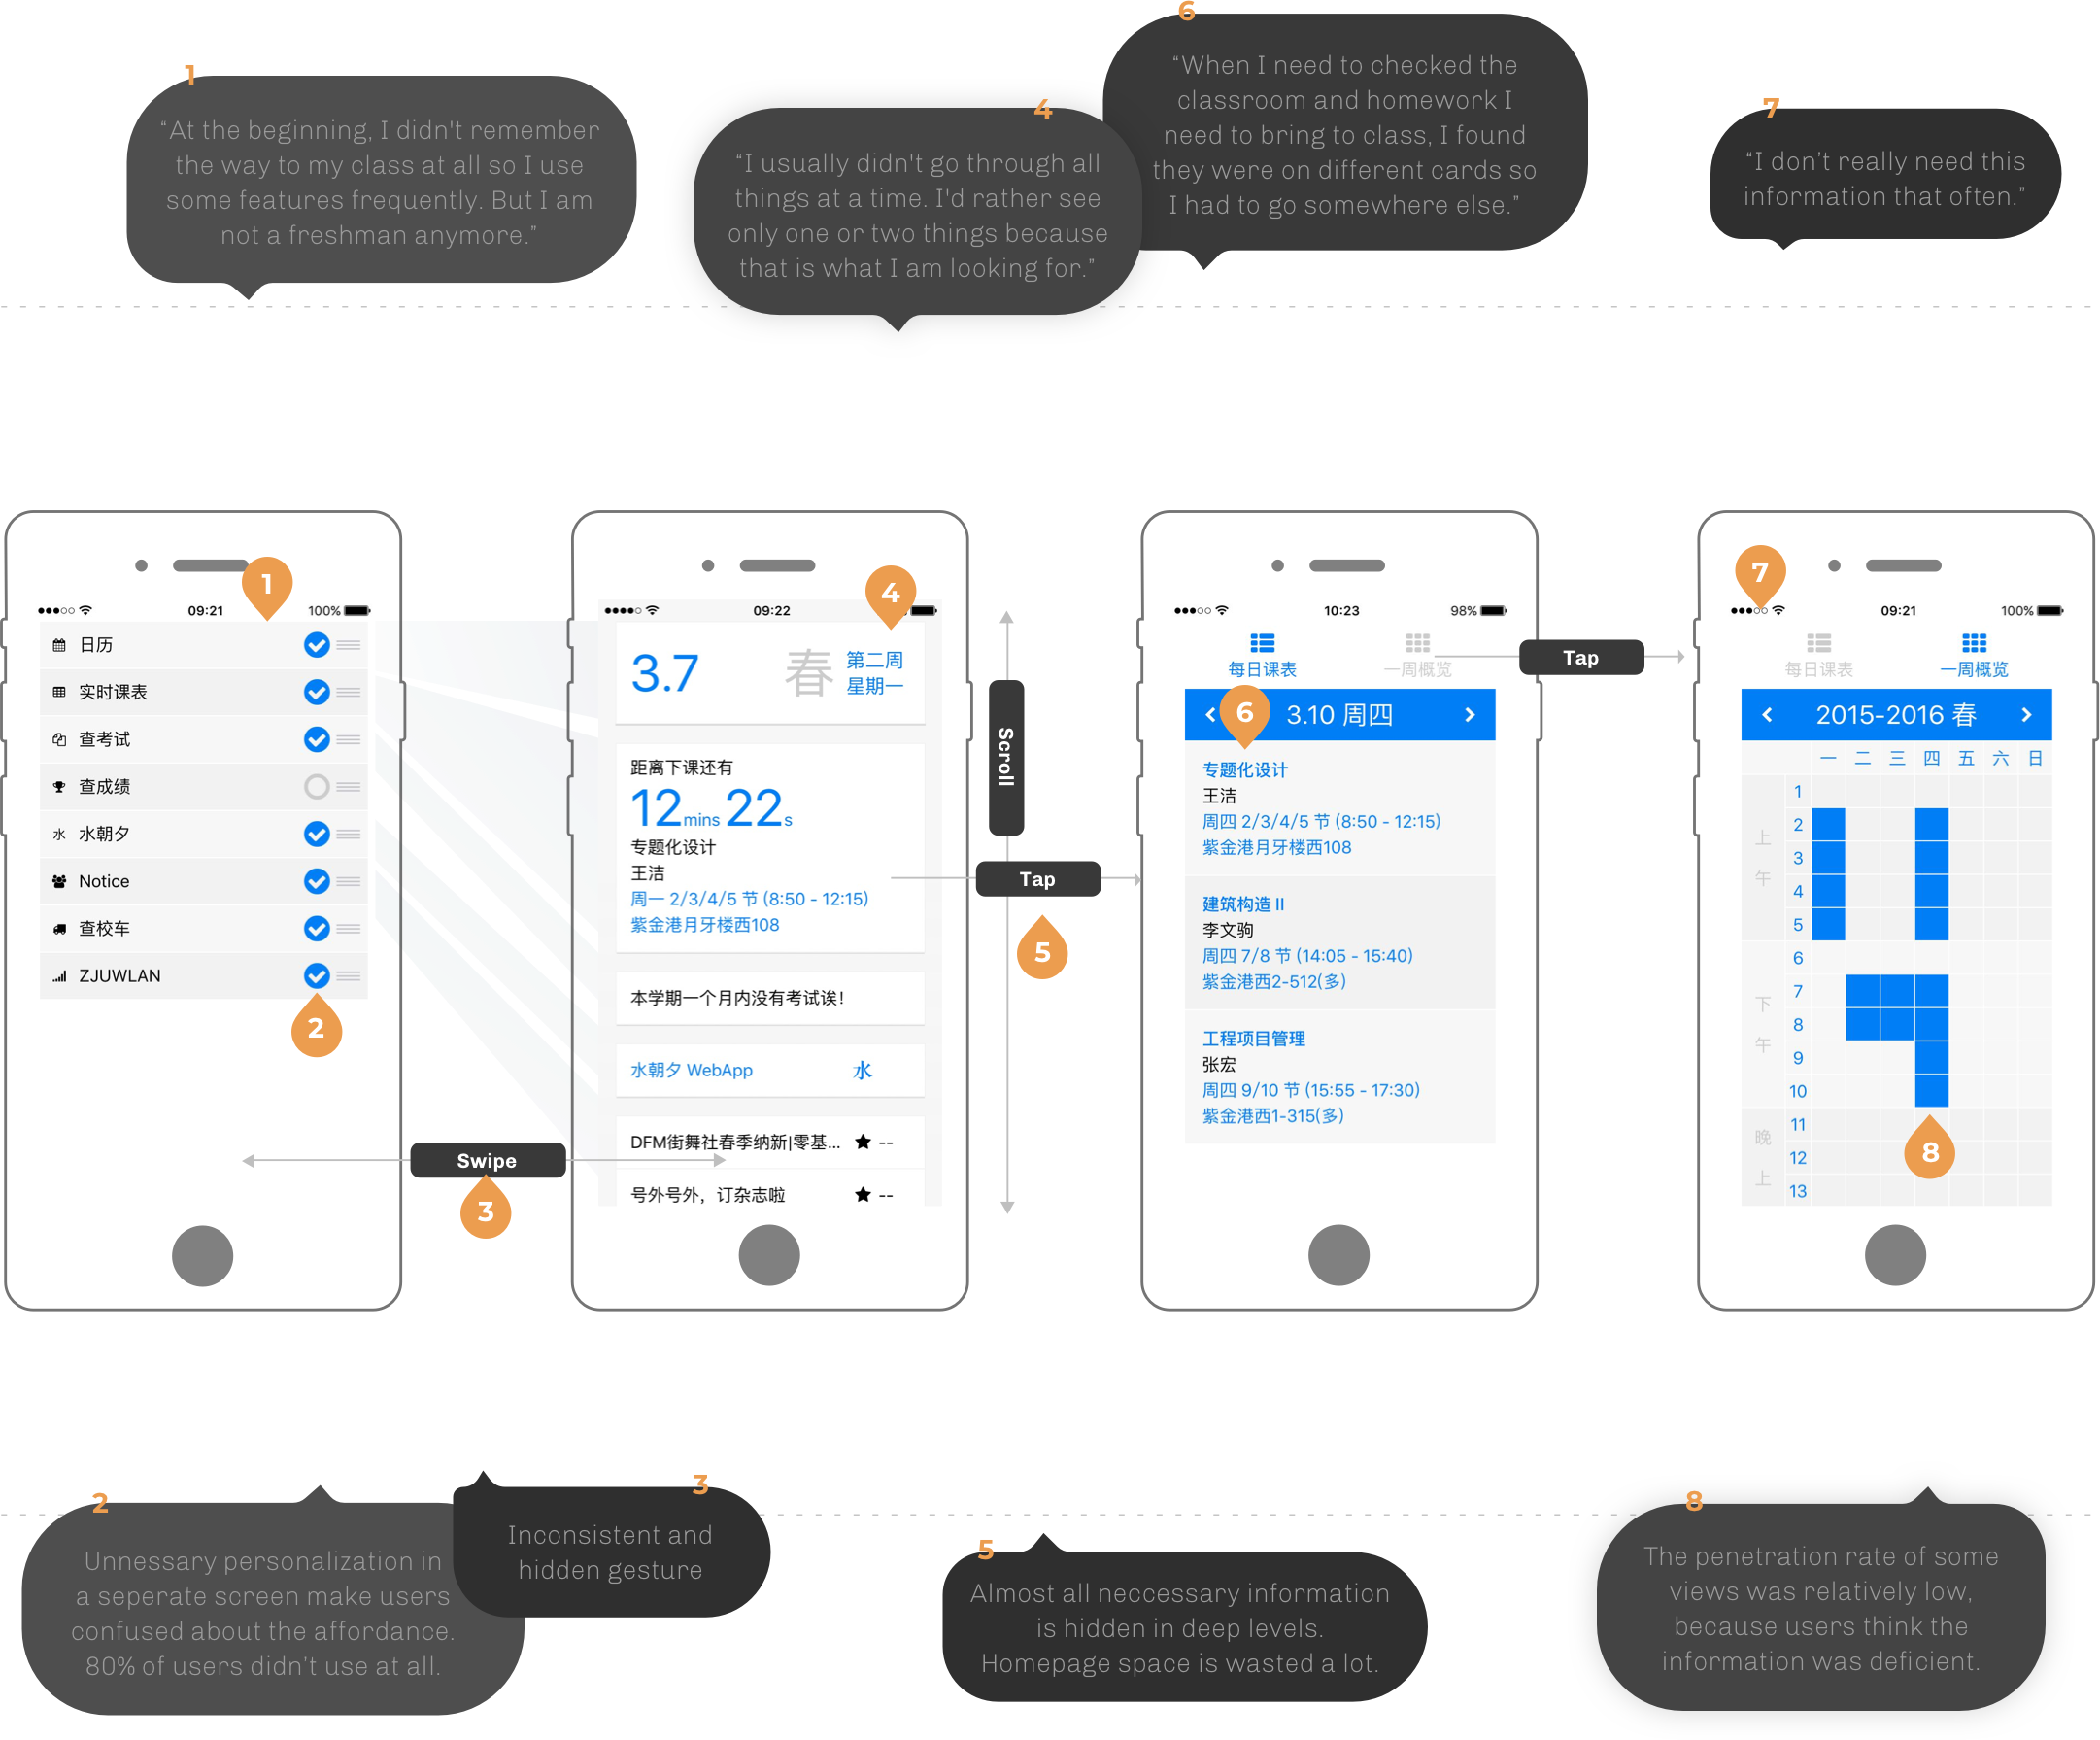 1
“At the beginning, I didn't remember
the way to my class at all so I use
some features frequently. But I am
not a freshman anymore.”
4
“I usually didn't go through all
things at a time. I'd rather see
only one or two things because
that is what I am looking for.”
6
“When I need to checked the
classroom and homework I
need to bring to class, I found
they were on different cards so
I had to go somewhere else.”
7
“I don’t really need this
information that often.”
09:21
100%
1
日历
实时课表
查考试
查成绩
水 水朝夕
Notice
查校车
ZJUWLAN
2
Swipe
3
09:22
4
3.7
春
第二周
星期一
距离下课还有
12mins 22s
专题化设计
王洁
周一 2/3/4/5 节 (8:50 - 12:15)
紫金港月牙楼西108
本学期一个月内没有考试诶！
水朝夕 WebApp
水
DFM街舞社春季纳新|零基... ★ --
号外号外，订杂志啦 ★ --
Scroll
Tap
5
10:23
98%
每日课表
一周概览
Tap
6
3.10 周四
专题化设计
王洁
周四 2/3/4/5 节 (8:50 - 12:15)
紫金港月牙楼西108
建筑构造 II
李文驹
周四 7/8 节 (14:05 - 15:40)
紫金港西2-512(多)
工程项目管理
张宏
周四 9/10 节 (15:55 - 17:30)
紫金港西1-315(多)
7
09:21
100%
每日课表
一周概览
2015-2016 春
一 二 三 四 五 六 日
上午
1
2
3
4
5
6
下午
7
8
9
10
晚上
11
12
13
8
2
Unnessary personalization in
a seperate screen make users
confused about the affordance.
80% of users didn't use at all.
3
Inconsistent and
hidden gesture
5
Almost all neccessary information
is hidden in deep levels.
Homepage space is wasted a lot.
8
The penetration rate of some
views was relatively low,
because users think the
information was deficient.